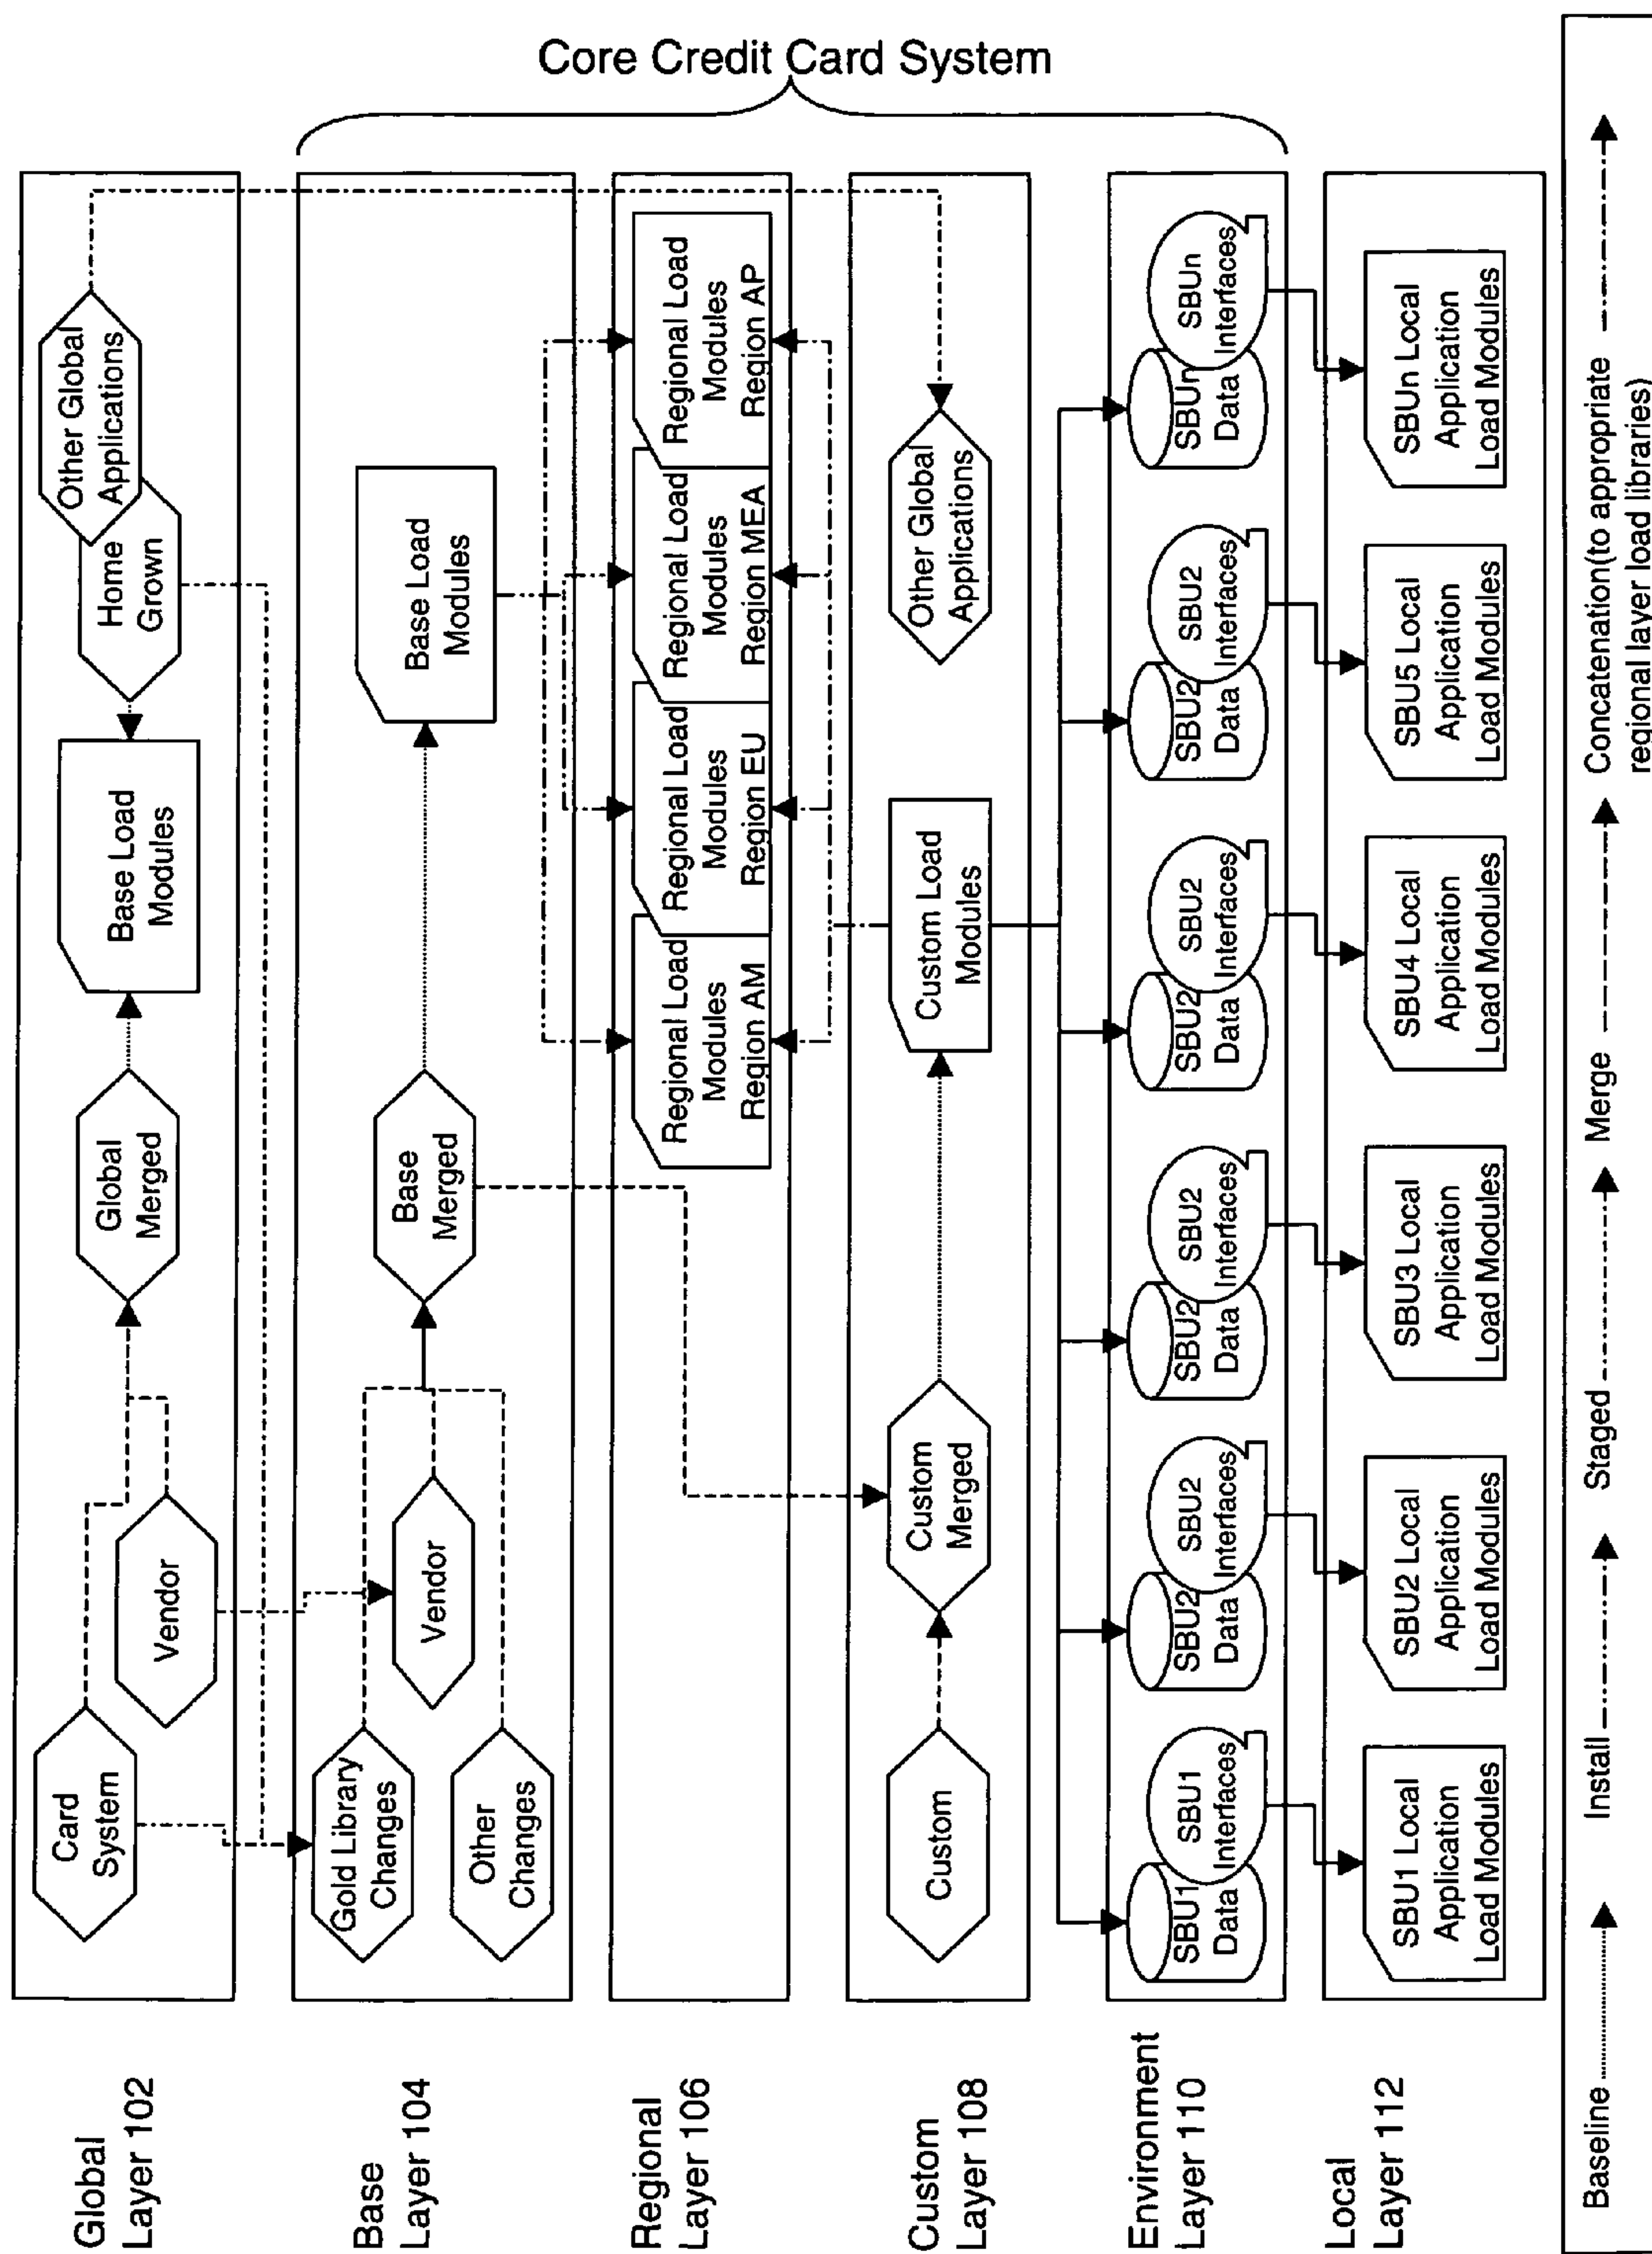 Core Credit Card System
Global
Layer 102
Card
System
Vendor
Global
Merged
Base Load
Modules
Home
Grown
Other Global
Applications
Base
Layer 104
Gold Library
Changes
Other
Changes
Vendor
Base
Merged
Base Load
Modules
Regional
Layer 106
Regional Load
Modules
Region AM
Regional Load
Modules
Region EU
Regional Load
Modules
Region MEA
Regional Load
Modules
Region AP
Custom
Layer 108
Custom
Custom
Merged
Custom Load
Modules
Other Global
Applications
Environment
Layer 110
SBU1
Data
SBU1
Interfaces
SBU2
Data
SBU2
Interfaces
SBU2
Data
SBU2
Interfaces
SBU2
Data
SBU2
Interfaces
SBU2
Data
SBU2
Interfaces
SBUn
Data
SBUn
Interfaces
Local
Layer 112
SBU1 Local
Application
Load Modules
SBU2 Local
Application
Load Modules
SBU3 Local
Application
Load Modules
SBU4 Local
Application
Load Modules
SBU5 Local
Application
Load Modules
SBUn Local
Application
Load Modules
Baseline
Install
Staged
Merge
Concatenation(to appropriate
regional layer load libraries)